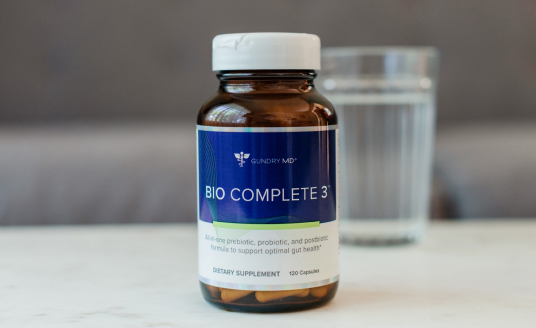 GUNDRY MD®
BIO COMPLETE 3™
All-in-one prebiotic, probiotic, and postbiotic
formula to support optimal gut health*
DIETARY SUPPLEMENT 120 Capsules